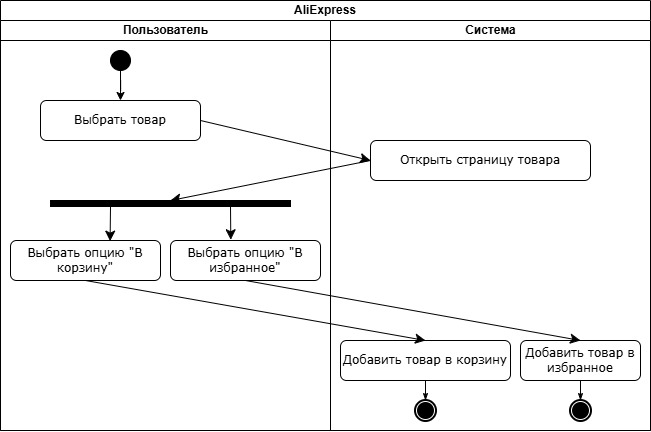 AliExpress
Пользователь
Система
Выбрать товар
Открыть страницу товара
Выбрать опцию "В
корзину"
Выбрать опцию "В
избранное"
Добавить товар в корзину
Добавить товар в
избранное